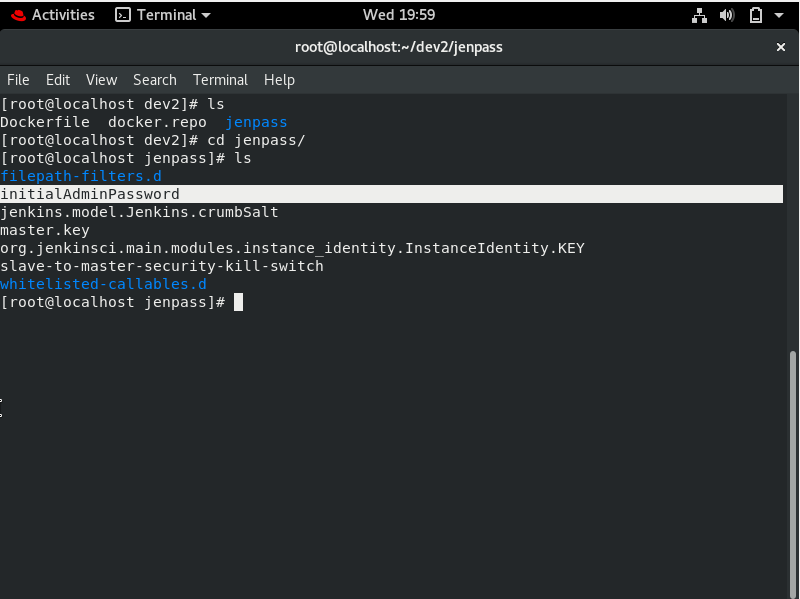 Activities Terminal Wed 19:59
root@localhost:~/dev2/jenpass ×
File Edit View Search Terminal Help
[root@localhost dev2]# ls
Dockerfile  docker.repo  jenpass
[root@localhost dev2]# cd jenpass/
[root@localhost jenpass]# ls
filepath-filters.d
initialAdminPassword
jenkins.model.Jenkins.crumbSalt
master.key
org.jenkinsci.main.modules.instance_identity.InstanceIdentity.KEY
slave-to-master-security-kill-switch
whitelisted-callables.d
[root@localhost jenpass]#